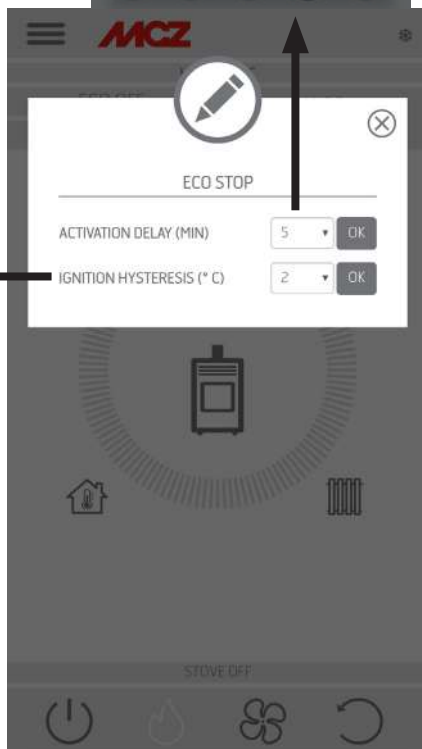 MCZ
ECO STOP
ACTIVATION DELAY (MIN) 5 OK
IGNITION HYSTERESIS (° C) 2 OK
STOVE OFF